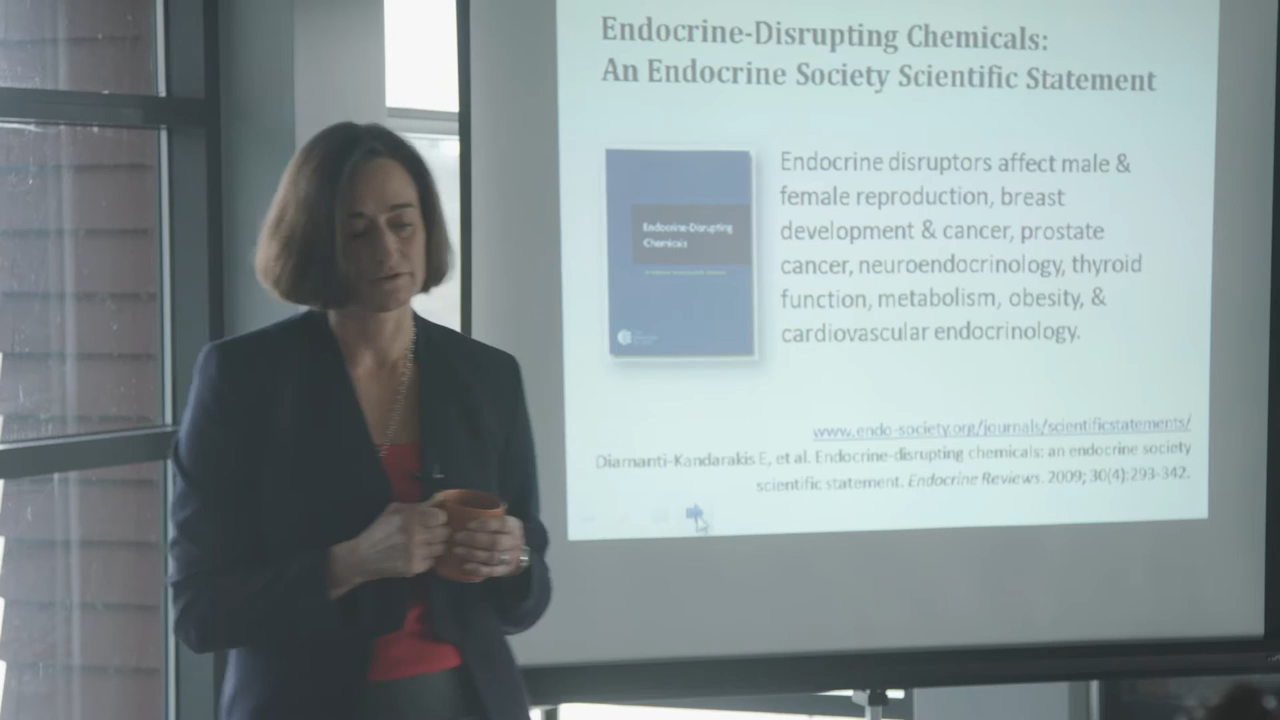 Endocrine-Disrupting Chemicals:
An Endocrine Society Scientific Statement
Endocrine disruptors affect male &
female reproduction, breast
development & cancer, prostate
cancer, neuroendocrinology, thyroid
function, metabolism, obesity, &
cardiovascular endocrinology.
Endocrine-Disrupting
Chemicals
www.endo-society.org/journals/scientificstatements/
Diamanti-Kandarakis E, et al. Endocrine-disrupting chemicals: an endocrine society
scientific statement. Endocrine Reviews. 2009; 30(4):293-342.